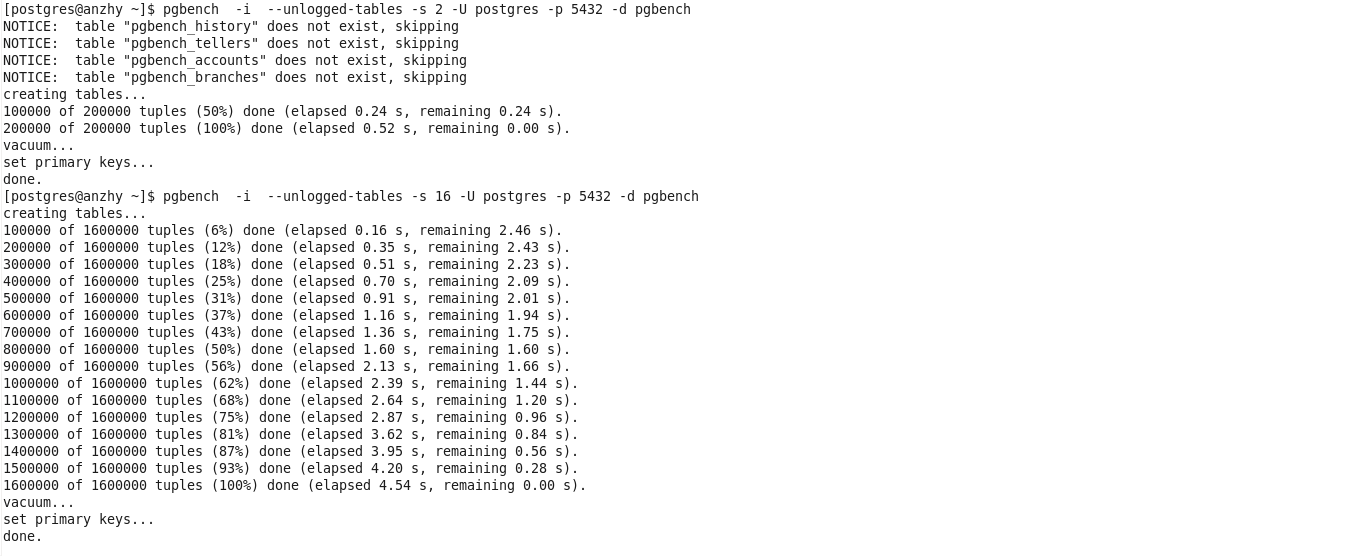 [postgres@anzhy ~]$ pgbench  -i  --unlogged-tables -s 2 -U postgres -p 5432 -d pgbench
NOTICE:  table "pgbench_history" does not exist, skipping
NOTICE:  table "pgbench_tellers" does not exist, skipping
NOTICE:  table "pgbench_accounts" does not exist, skipping
NOTICE:  table "pgbench_branches" does not exist, skipping
creating tables...
100000 of 200000 tuples (50%) done (elapsed 0.24 s, remaining 0.24 s).
200000 of 200000 tuples (100%) done (elapsed 0.52 s, remaining 0.00 s).
vacuum...
set primary keys...
done.
[postgres@anzhy ~]$ pgbench  -i  --unlogged-tables -s 16 -U postgres -p 5432 -d pgbench
creating tables...
100000 of 1600000 tuples (6%) done (elapsed 0.16 s, remaining 2.46 s).
200000 of 1600000 tuples (12%) done (elapsed 0.35 s, remaining 2.43 s).
300000 of 1600000 tuples (18%) done (elapsed 0.51 s, remaining 2.23 s).
400000 of 1600000 tuples (25%) done (elapsed 0.70 s, remaining 2.09 s).
500000 of 1600000 tuples (31%) done (elapsed 0.91 s, remaining 2.01 s).
600000 of 1600000 tuples (37%) done (elapsed 1.16 s, remaining 1.94 s).
700000 of 1600000 tuples (43%) done (elapsed 1.36 s, remaining 1.75 s).
800000 of 1600000 tuples (50%) done (elapsed 1.60 s, remaining 1.60 s).
900000 of 1600000 tuples (56%) done (elapsed 2.13 s, remaining 1.66 s).
1000000 of 1600000 tuples (62%) done (elapsed 2.39 s, remaining 1.44 s).
1100000 of 1600000 tuples (68%) done (elapsed 2.64 s, remaining 1.20 s).
1200000 of 1600000 tuples (75%) done (elapsed 2.87 s, remaining 0.96 s).
1300000 of 1600000 tuples (81%) done (elapsed 3.62 s, remaining 0.84 s).
1400000 of 1600000 tuples (87%) done (elapsed 3.95 s, remaining 0.56 s).
1500000 of 1600000 tuples (93%) done (elapsed 4.20 s, remaining 0.28 s).
1600000 of 1600000 tuples (100%) done (elapsed 4.54 s, remaining 0.00 s).
vacuum...
set primary keys...
done.